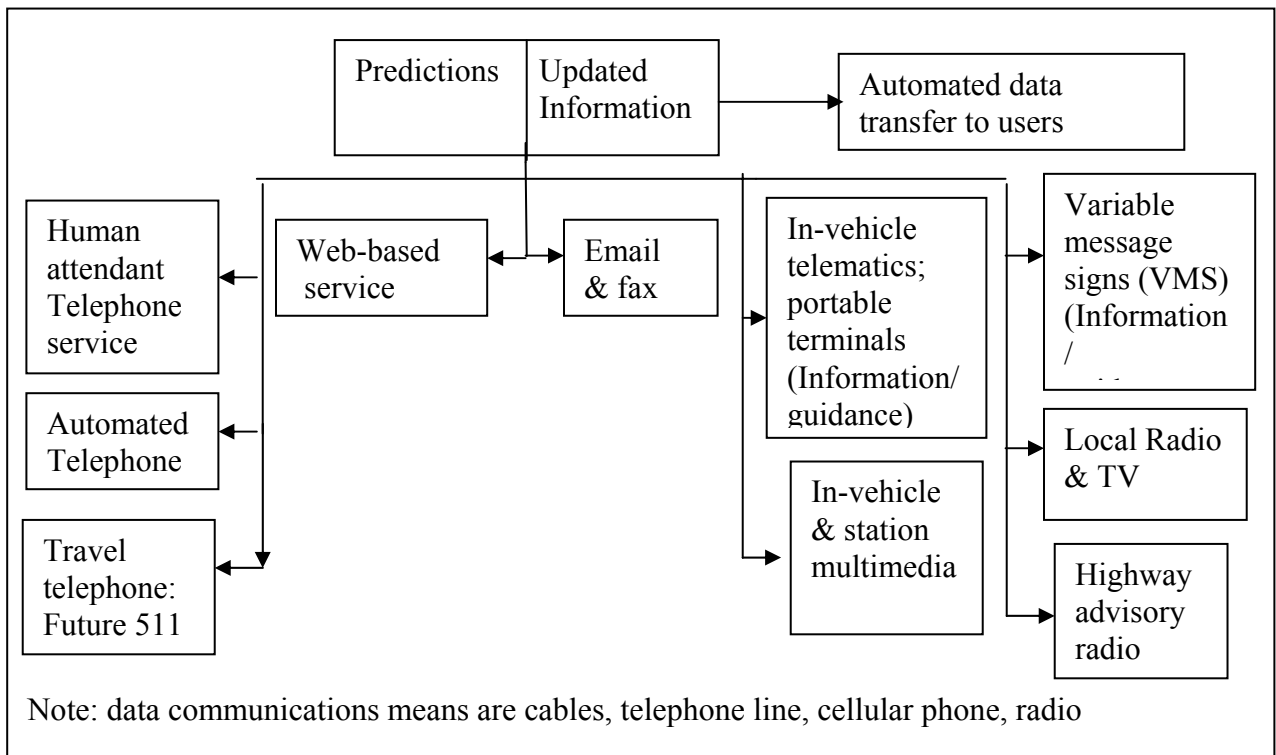 Predictions
Updated
Information
Automated data
transfer to users
Human
attendant
Telephone
service
Web-based
service
Email
& fax
In-vehicle
telematics;
portable
terminals
(Information/
guidance)
Variable
message
signs (VMS)
(Information
/
Automated
Telephone
Local Radio
& TV
In-vehicle
& station
multimedia
Travel
telephone:
Future 511
Highway
advisory
radio
Note: data communications means are cables, telephone line, cellular phone, radio